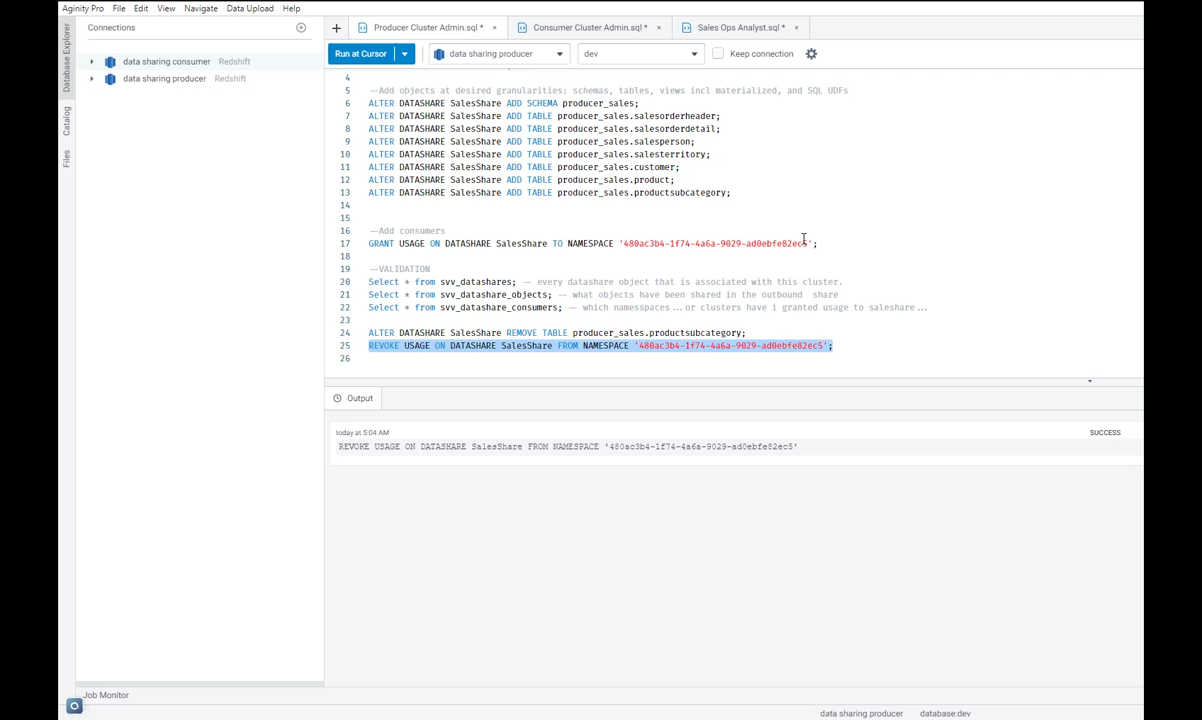 Aginity Pro File Edit View Navigate Data Upload Help
Connections
Producer Cluster Admin.sql * ×
Consumer Cluster Admin.sql * ×
Sales Ops Analyst.sql * ×
Database Explorer
Catalog
Files
data sharing consumer Redshift
data sharing producer Redshift
Run at Cursor
data sharing producer
dev
Keep connection
4
5 --Add objects at desired granularities: schemas, tables, views incl materialized, and SQL UDFs
6 ALTER DATASHARE SalesShare ADD SCHEMA producer_sales;
7 ALTER DATASHARE SalesShare ADD TABLE producer_sales.salesorderheader;
8 ALTER DATASHARE SalesShare ADD TABLE producer_sales.salesorderdetail;
9 ALTER DATASHARE SalesShare ADD TABLE producer_sales.salesperson;
10 ALTER DATASHARE SalesShare ADD TABLE producer_sales.salesterritory;
11 ALTER DATASHARE SalesShare ADD TABLE producer_sales.customer;
12 ALTER DATASHARE SalesShare ADD TABLE producer_sales.product;
13 ALTER DATASHARE SalesShare ADD TABLE producer_sales.productsubcategory;
14
15
16 --Add consumers
17 GRANT USAGE ON DATASHARE SalesShare TO NAMESPACE '480ac3b4-1f74-4a6a-9029-ad0ebfe82ec5';
18
19 --VALIDATION
20 Select * from svv_datashares; -- every datashare object that is associated with this cluster.
21 Select * from svv_datashare_objects; -- what objects have been shared in the outbound share
22 Select * from svv_datashare_consumers; -- which namesspaces...or clusters have i granted usage to saleshare...
23
24 ALTER DATASHARE SalesShare REMOVE TABLE producer_sales.productsubcategory;
25 REVOKE USAGE ON DATASHARE SalesShare FROM NAMESPACE '480ac3b4-1f74-4a6a-9029-ad0ebfe82ec5';
26
Output
today at 5:04 AM SUCCESS
REVOKE USAGE ON DATASHARE SalesShare FROM NAMESPACE '480ac3b4-1f74-4a6a-9029-ad0ebfe82ec5'
Job Monitor
data sharing producer database:dev